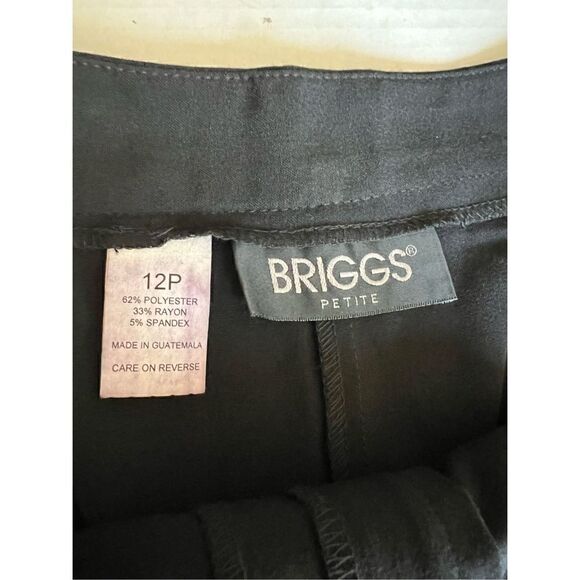 12P
62% POLYESTER
33% RAYON
5% SPANDEX
MADE IN GUATEMALA
CARE ON REVERSE
BRIGGS®
PETITE